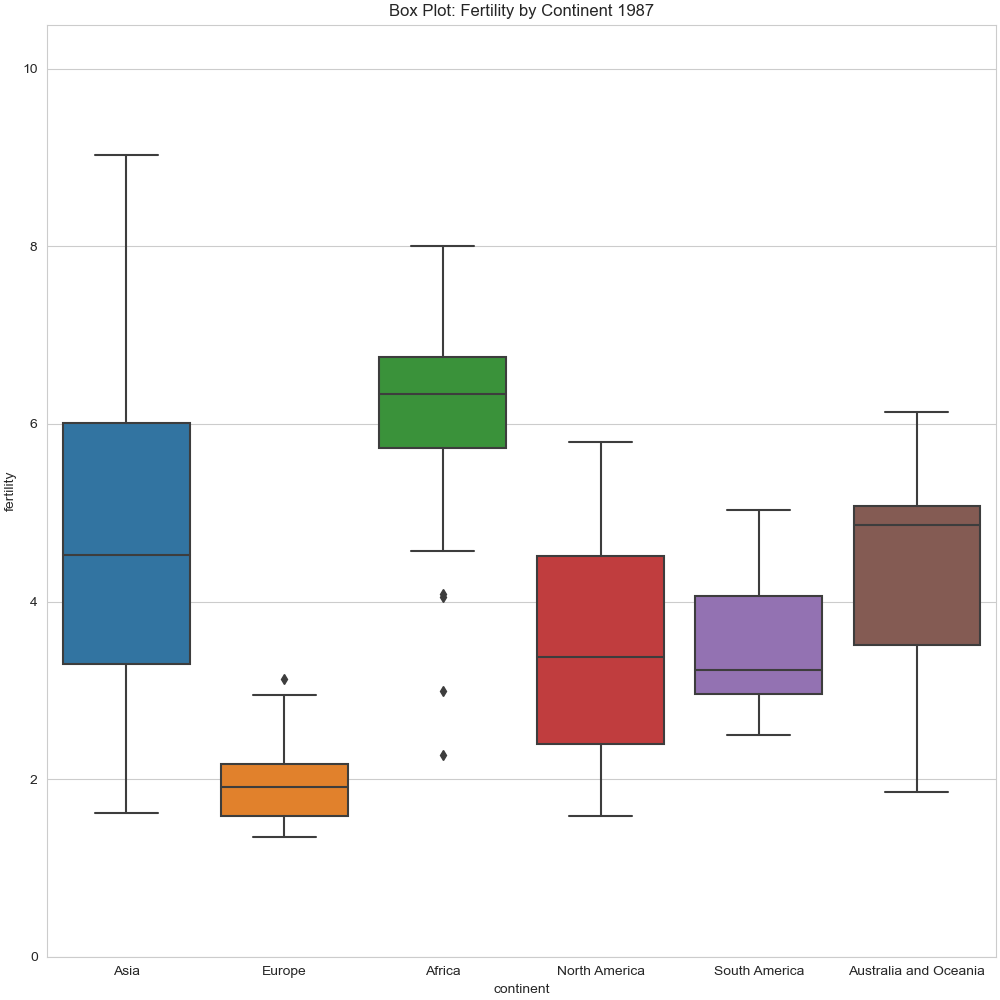 Box Plot: Fertility by Continent 1987
10
8
6
4
2
0
fertility
Asia
Europe
Africa
North America
South America
Australia and Oceania
continent